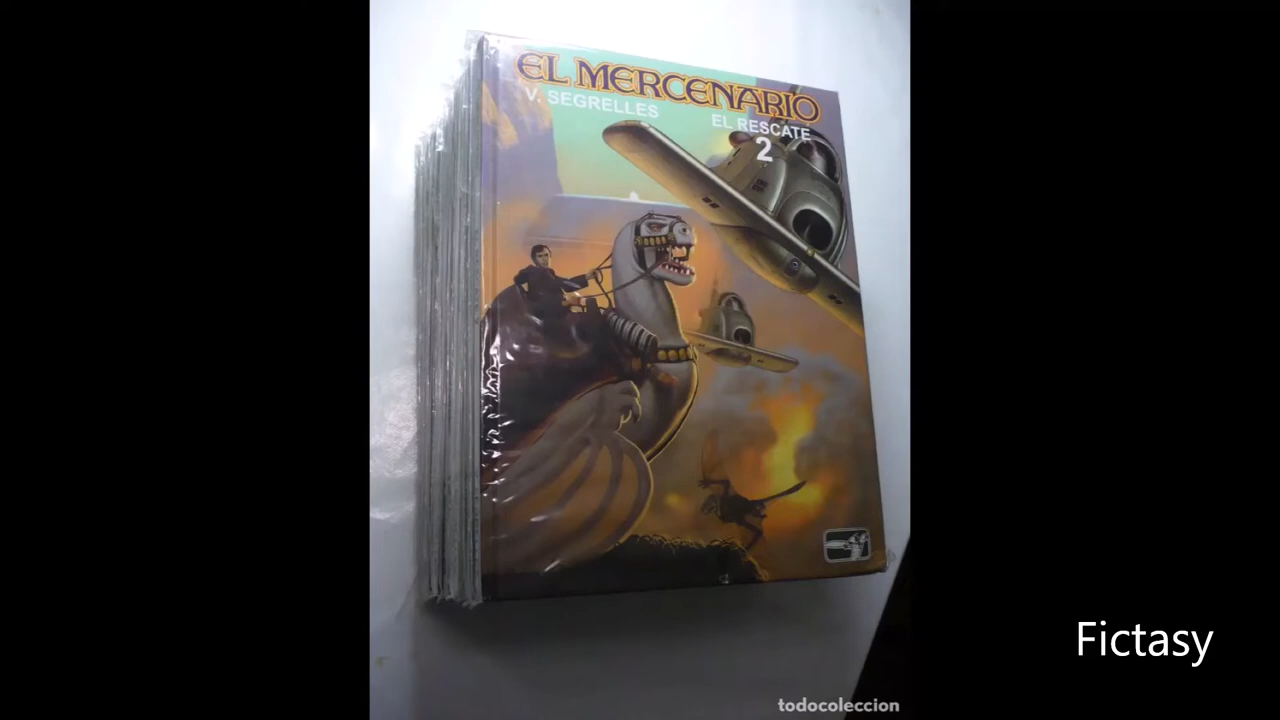 EL MERCENARIO
V. SEGRELLES
EL RESCATE
2
Fictasy
todocoleccion